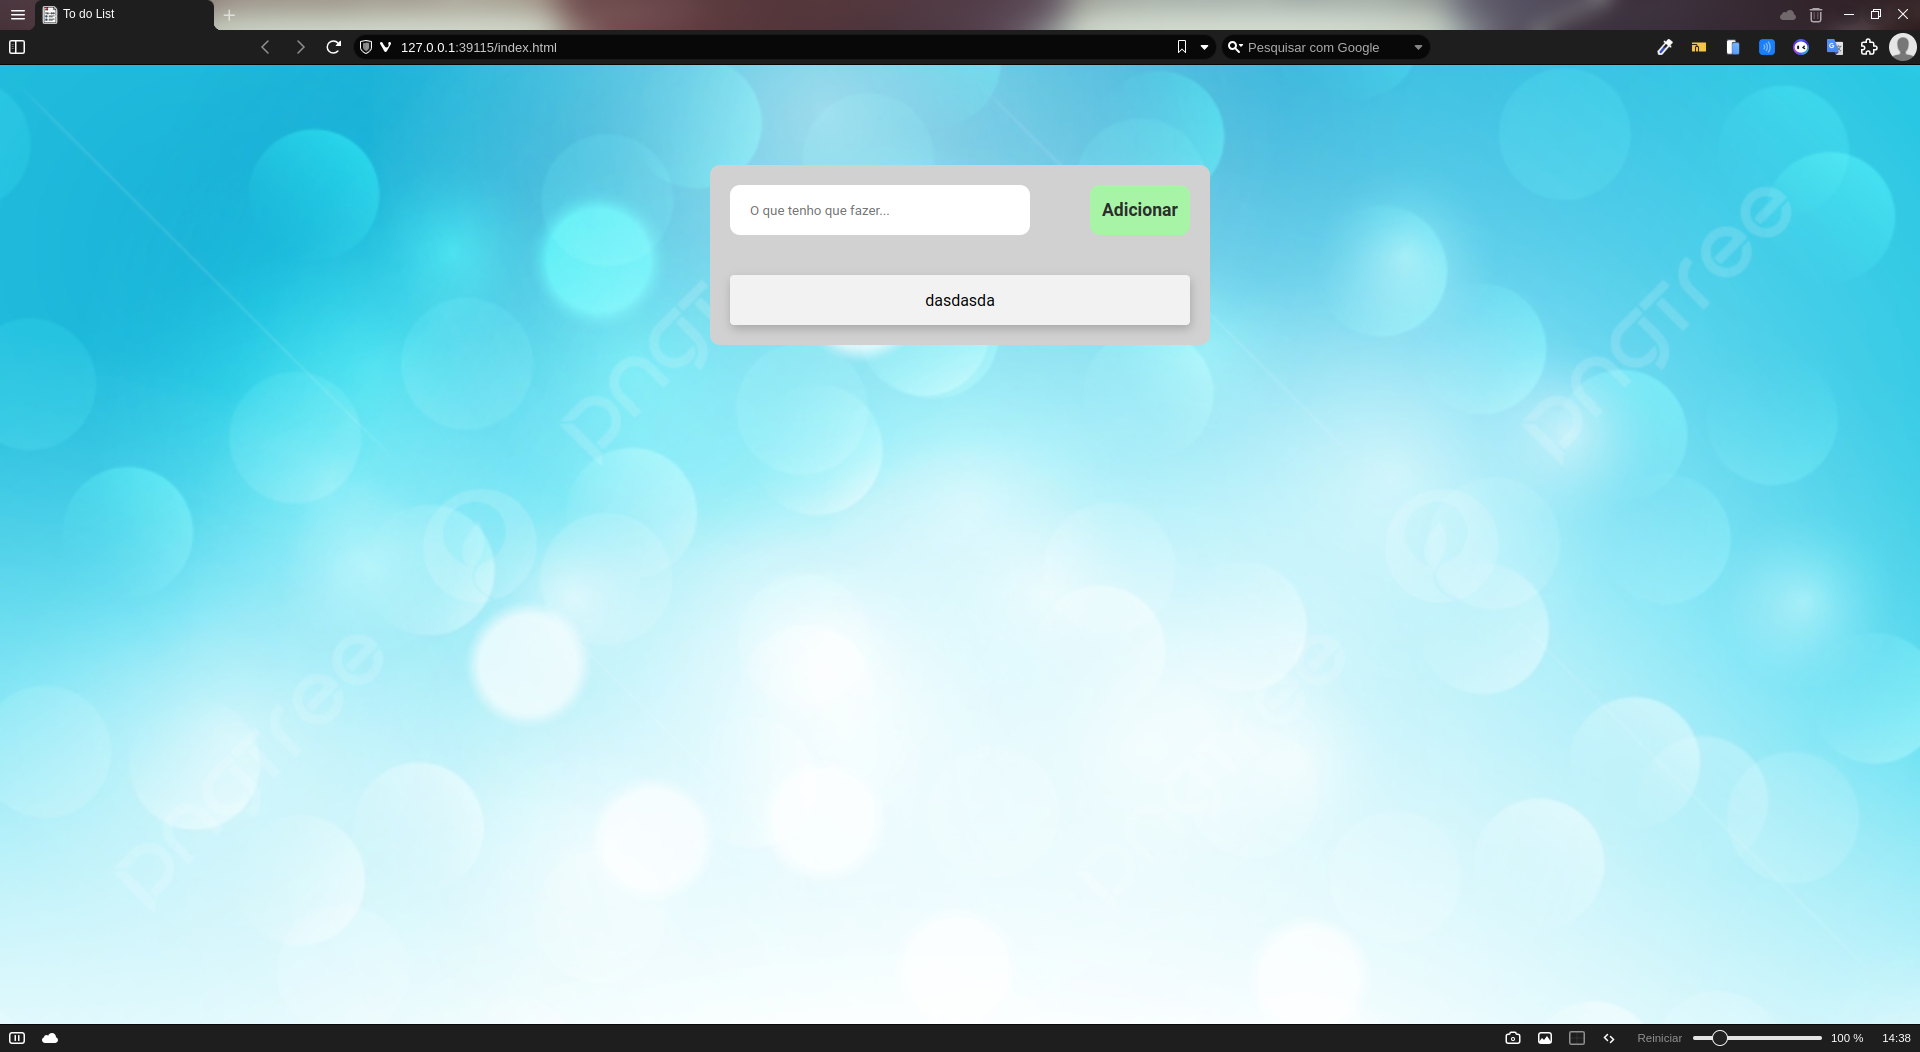 To do List
127.0.0.1:39115/index.html
Pesquisar com Google
O que tenho que fazer...
Adicionar
dasdasda
pngtree
pngtree
Reiniciar
100 %
14:38